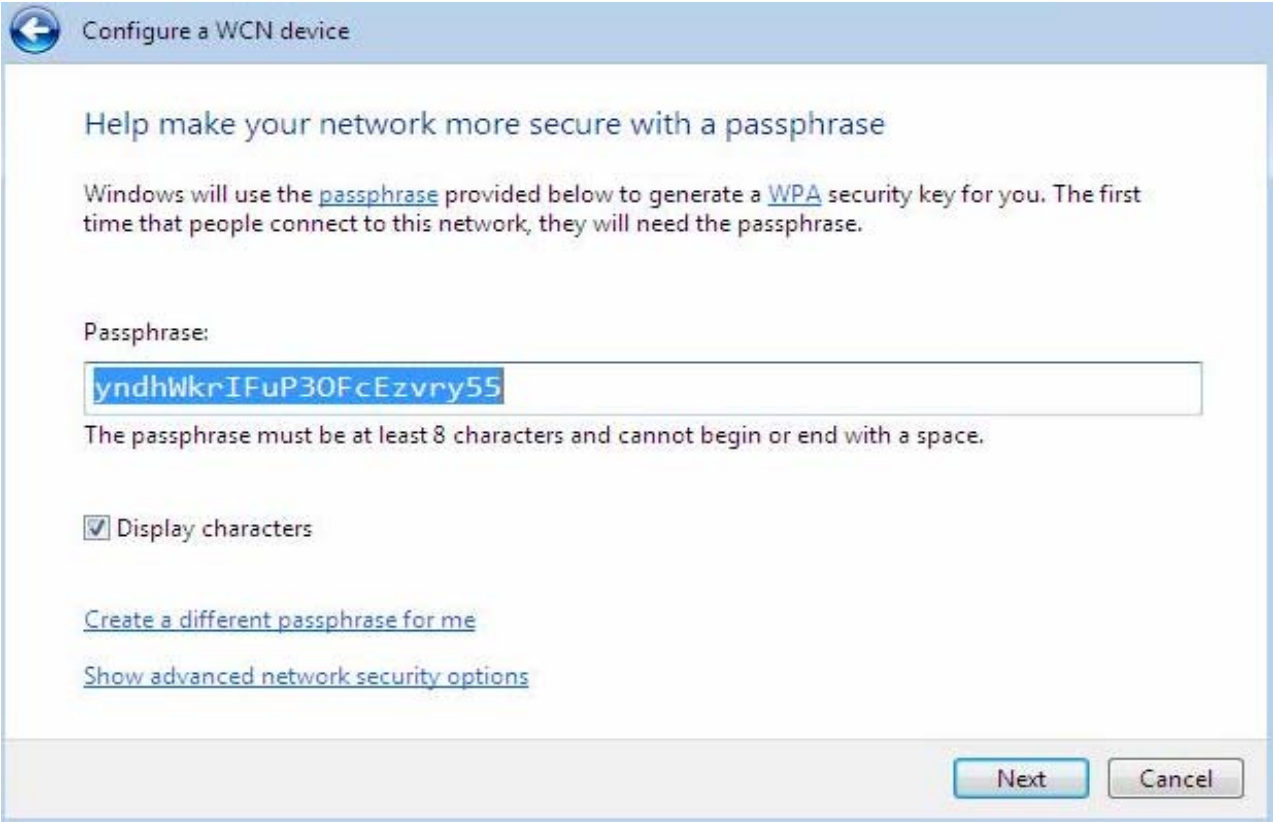 Configure a WCN device
Help make your network more secure with a passphrase
Windows will use the passphrase provided below to generate a WPA security key for you. The first
time that people connect to this network, they will need the passphrase.
Passphrase:
yndhWkrIFuP3OFcEzvry55
The passphrase must be at least 8 characters and cannot begin or end with a space.
Display characters
Create a different passphrase for me
Show advanced network security options
Next
Cancel